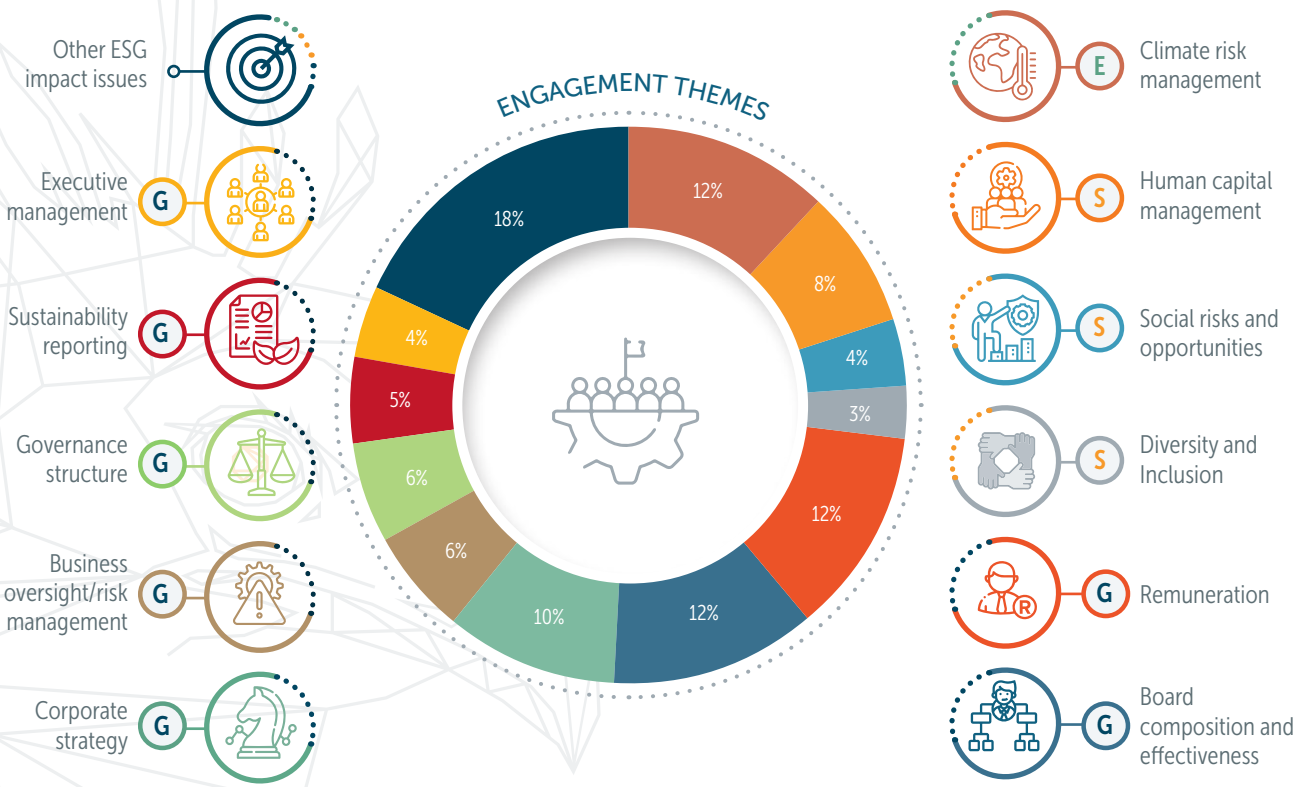 Other ESG
impact issues
Executive
management
G
Sustainability
reporting
G
Governance
structure
G
Business
oversight/risk
management
G
Corporate
strategy
G
ENGAGEMENT THEMES
12%
8%
4%
3%
12%
12%
10%
6%
6%
5%
4%
18%
E
Climate risk
management
S
Human capital
management
S
Social risks and
opportunities
S
Diversity and
Inclusion
R
G
Remuneration
G
Board
composition and
effectiveness